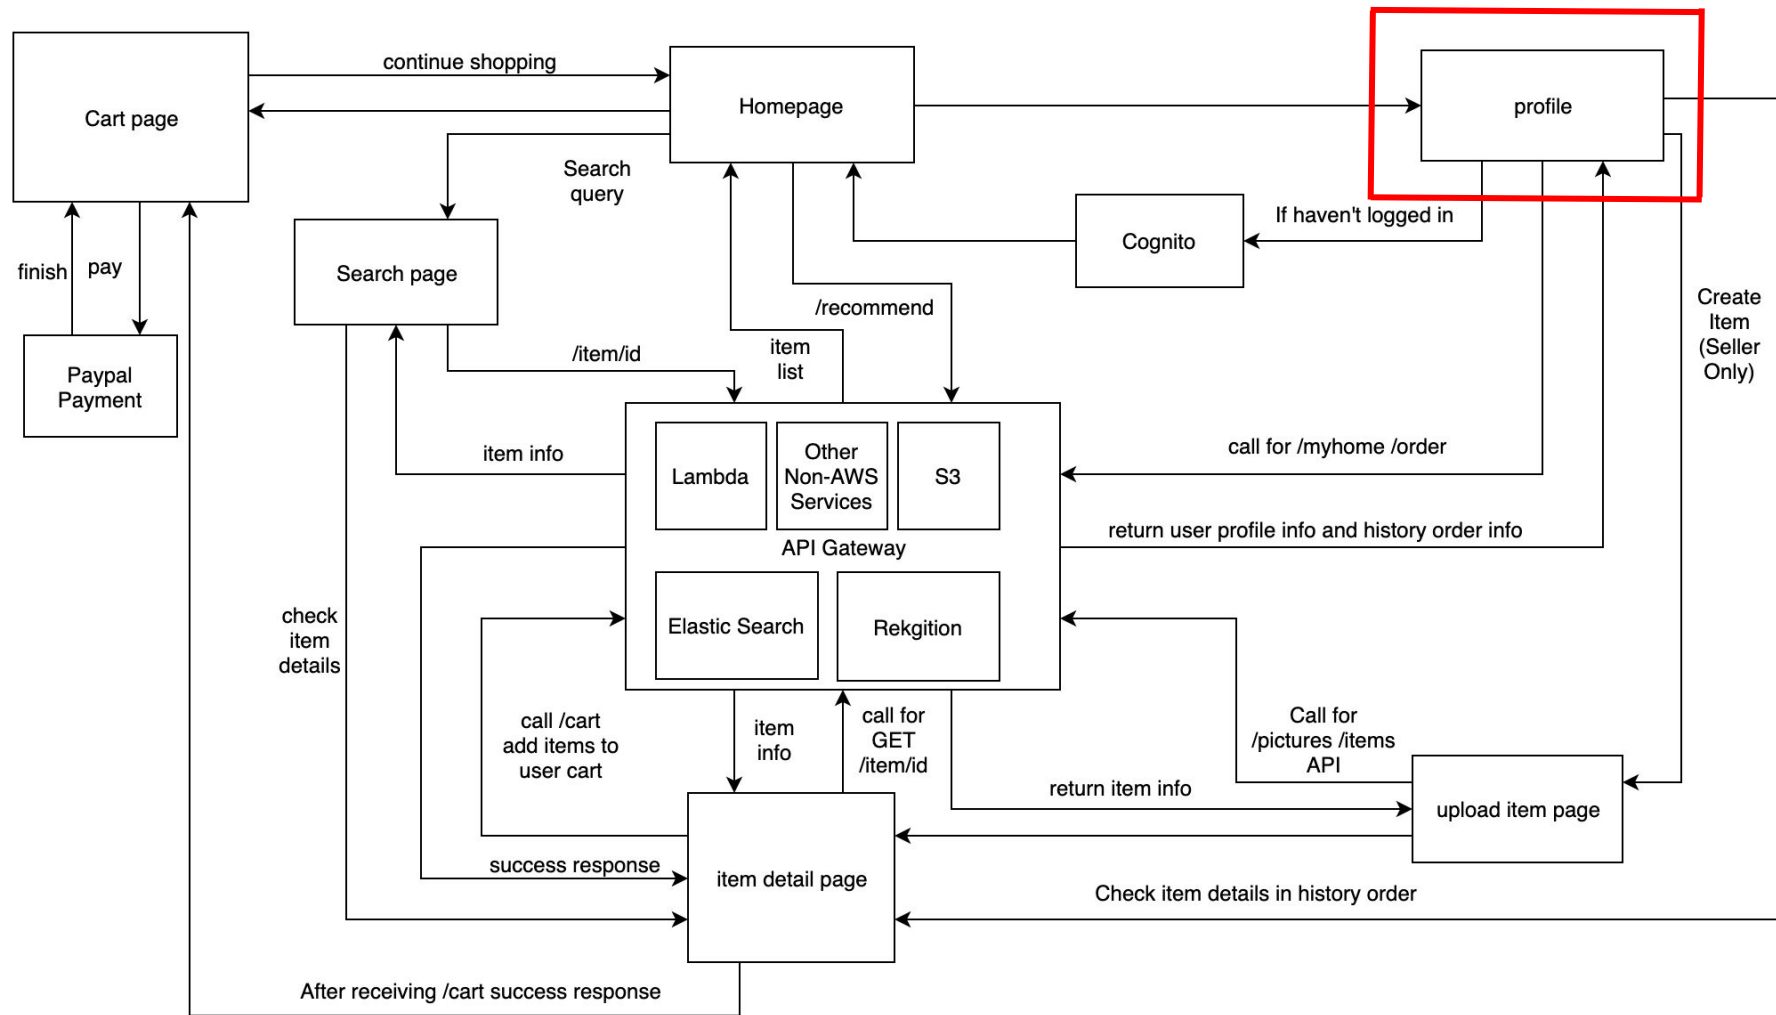 continue shopping
Cart page
Homepage
profile
Search
query
If haven't logged in
Cognito
finish
pay
Search page
Create
Item
(Seller
Only)
/recommend
/item/id
item
list
Paypal
Payment
item info
Lambda
Other
Non-AWS
Services
S3
call for /myhome /order
API Gateway
return user profile info and history order info
check
item
details
Elastic Search
Rekgition
call /cart
add items to
user cart
item
info
call for
GET
/item/id
Call for
/pictures /items
API
return item info
upload item page
success response
item detail page
Check item details in history order
After receiving /cart success response